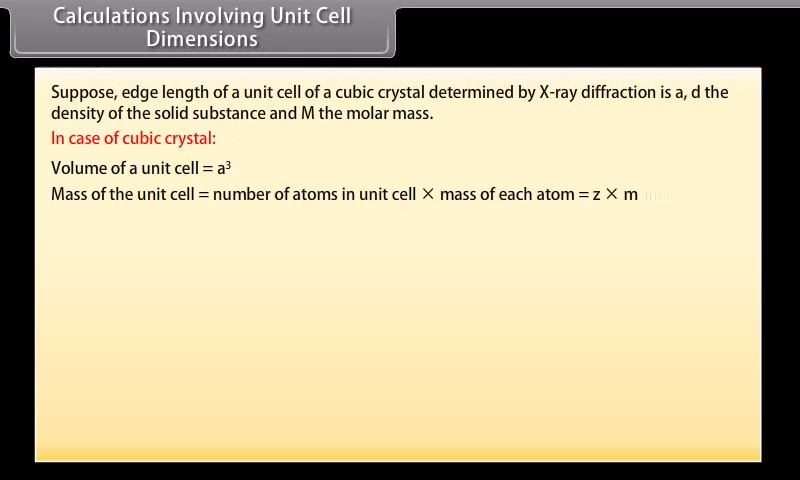 Calculations Involving Unit Cell
Dimensions
Suppose, edge length of a unit cell of a cubic crystal determined by X-ray diffraction is a, d the
density of the solid substance and M the molar mass.
In case of cubic crystal:
Volume of a unit cell = a³
Mass of the unit cell = number of atoms in unit cell × mass of each atom = z × m